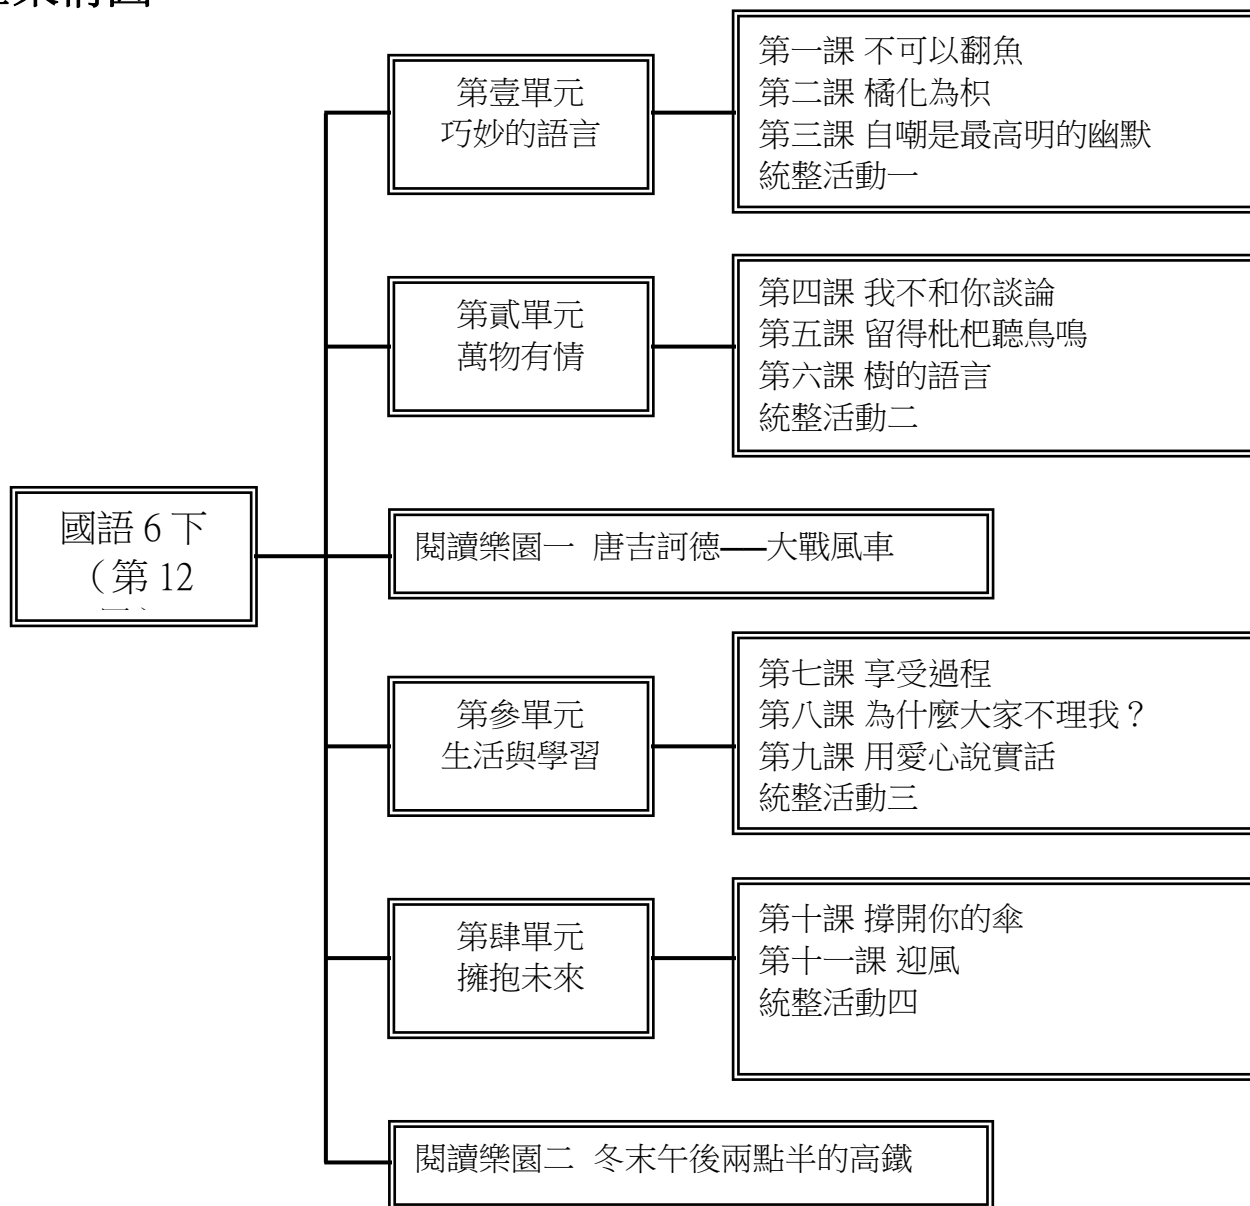 架構圖
國語 6 下
（第 12
第壹單元
巧妙的語言
第一課 不可以翻魚
第二課 橘化為枳
第三課 自嘲是最高明的幽默
統整活動一
第貳單元
萬物有情
第四課 我不和你談論
第五課 留得枇杷聽鳥鳴
第六課 樹的語言
統整活動二
閱讀樂園一 唐吉訶德──大戰風車
第參單元
生活與學習
第七課 享受過程
第八課 為什麼大家不理我？
第九課 用愛心說實話
統整活動三
第肆單元
擁抱未來
第十課 撐開你的傘
第十一課 迎風
統整活動四
閱讀樂園二 冬末午後兩點半的高鐵